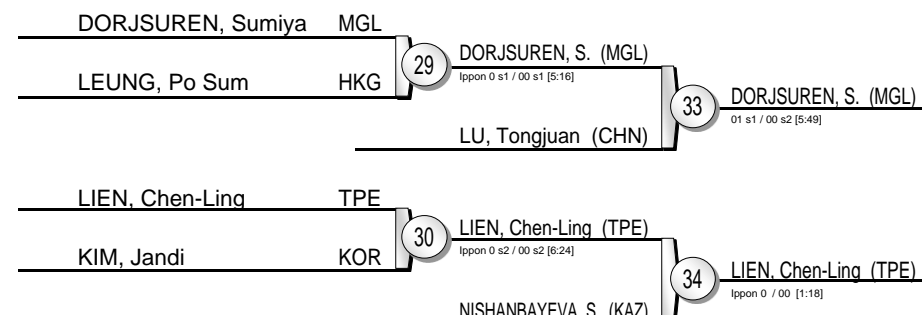 DORJSUREN, Sumiya MGL
29
DORJSUREN, S. (MGL)
Ippon 0 s1 / 00 s1 [5:16]
LEUNG, Po Sum HKG
33
DORJSUREN, S. (MGL)
01 s1 / 00 s2 [5:49]
LU, Tongjuan (CHN)
LIEN, Chen-Ling TPE
30
LIEN, Chen-Ling (TPE)
Ippon 0 s2 / 00 s2 [6:24]
KIM, Jandi KOR
34
LIEN, Chen-Ling (TPE)
Ippon 0 / 00 [1:18]
NISHANBAYEVA, S. (KAZ)